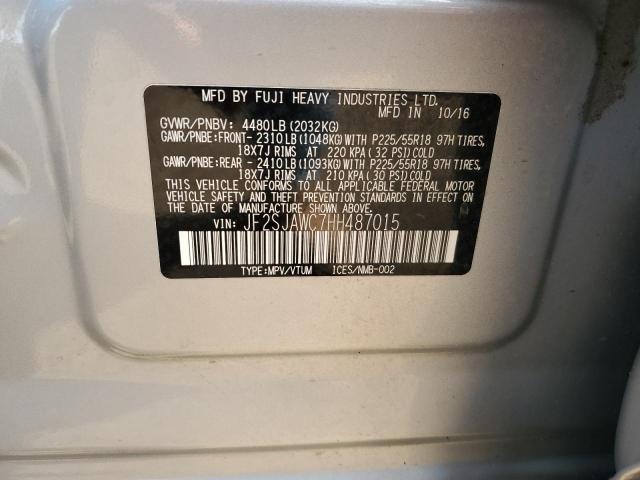 MFD BY FUJI HEAVY INDUSTRIES LTD.
MFD IN 10/16
GVWR/PNBV: 4480LB(2032KG)
GAWR/PNBE:FRONT-2310LB(1048KG)WITH P225/55R18 97H TIRES,
18X7J RIMS AT 220 KPA(32 PSI)COLD
GAWR/PNBE:REAR -2410LB(1093KG)WITH P225/55R18 97H TIRES,
18X7J RIMS AT 210 KPA(30 PSI)COLD
THIS VEHICLE CONFORMS TO ALL APPLICABLE FEDERAL MOTOR
VEHICLE SAFETY AND THEFT PREVENTION STANDARDS IN EFFECT ON
THE DATE OF MANUFACTURE SHOWN ABOVE.
VIN: JF2SJAWC7HH487015
TYPE:MPV/VTUM ICES/NMB-002